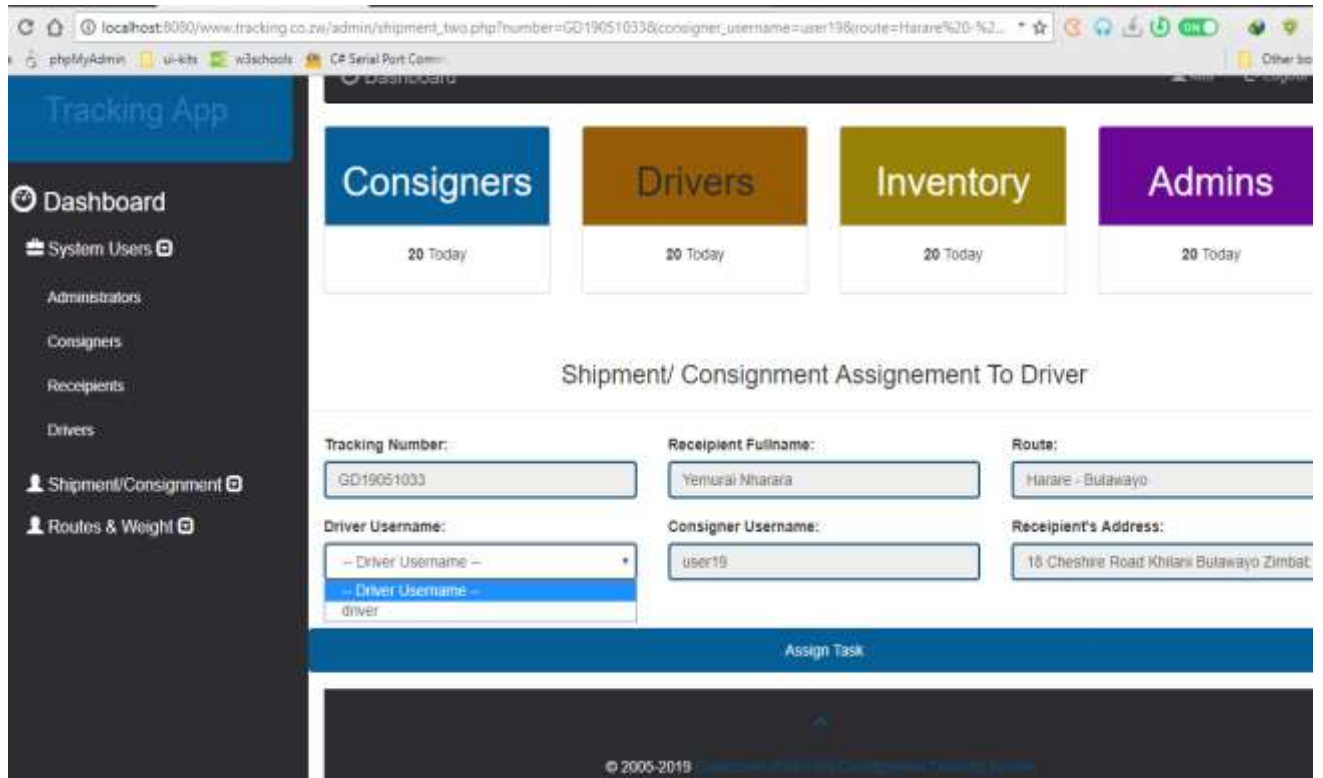 localhost:8080/www.tracking.co.zw/admin/shipment_two.php?number=GD19051033&consigner_username=user19&route=Harare%20-%2...
ON
phpMyAdmin ui-kits w3schools C# Serial Port Comm
Other bo
Tracking App
Dashboard
Logout
Consigners
Drivers
Inventory
Admins
20 Today
20 Today
20 Today
20 Today
Dashboard
System Users
Administrators
Consigners
Receipients
Drivers
Shipment/Consignment
Routes & Weight
Shipment/ Consignment Assignement To Driver
Tracking Number:
Receipient Fullname:
Route:
GD19051033
Yemurai Nharara
Harare - Bulawayo
Driver Username:
Consigner Username:
Receipient's Address:
-- Driver Username --
user19
18 Cheshire Road Khilani Bulawayo Zimbat
-- Driver Username --
driver
Assign Task
© 2005-2019